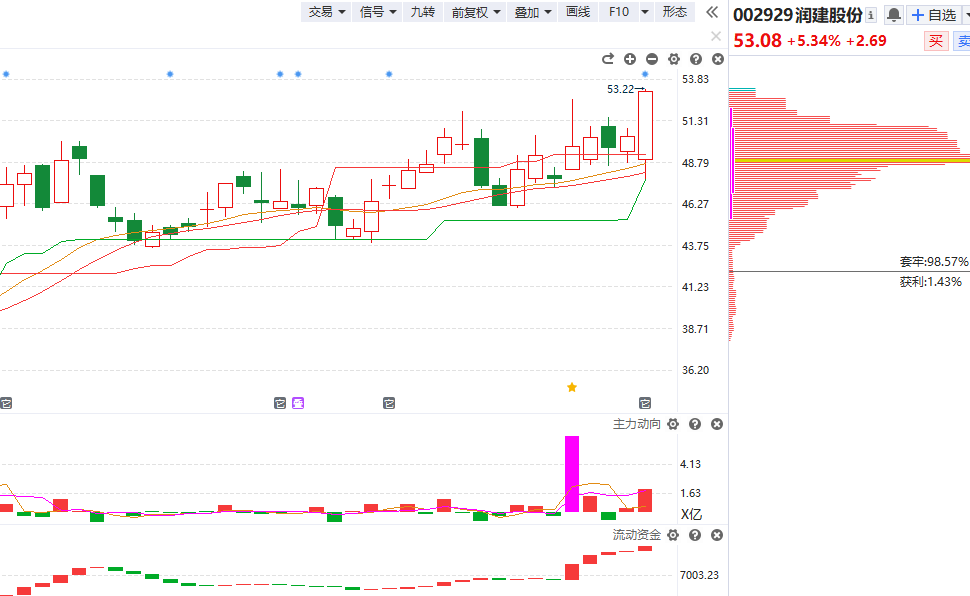 交易 信号 九转 前复权 叠加 画线 F10 形态
002929 润建股份 自选
53.08 +5.34% +2.69 买 卖
53.83
53.22
51.31
48.79
46.27
43.75
套牢:98.57%
获利:1.43%
41.23
38.71
36.20
主力动向
4.13
1.63
X亿
流动资金
7003.23